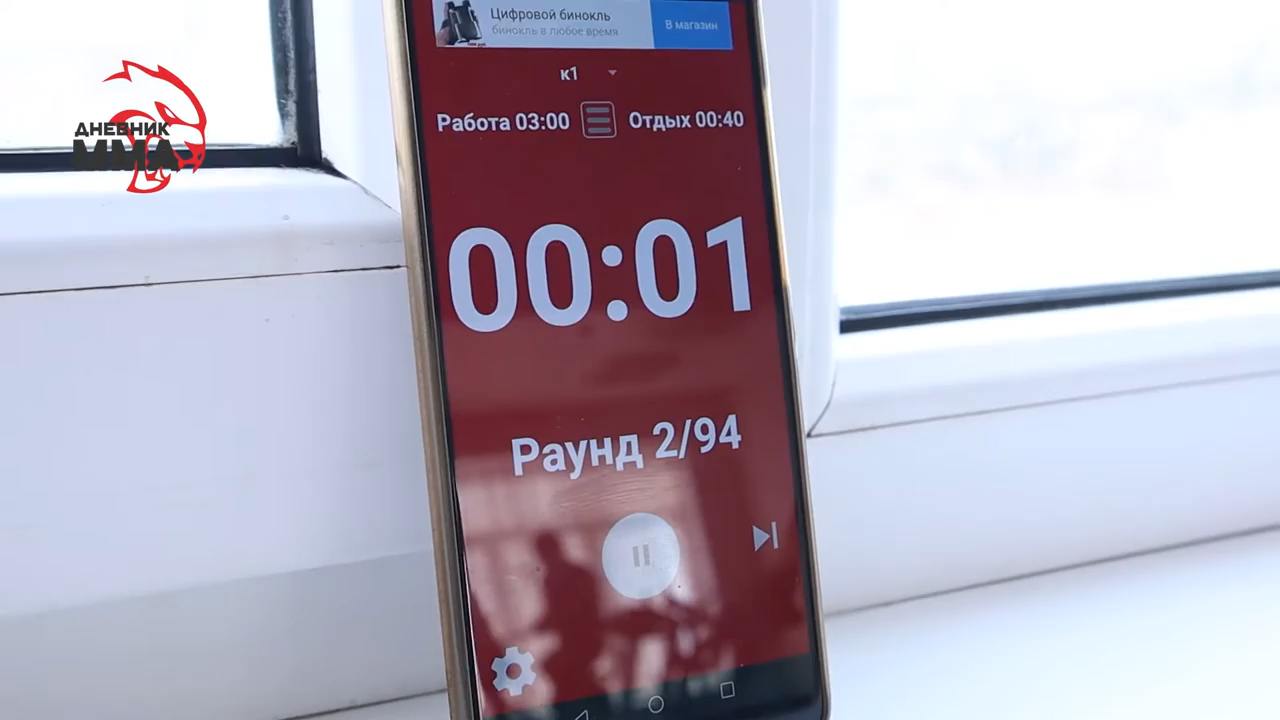 Цифровой бинокль
бинокль в любое время
В магазин
к1
Работа 03:00
Отдых 00:40
ДНЕВНИК
ММА
00:01
Раунд 2/94